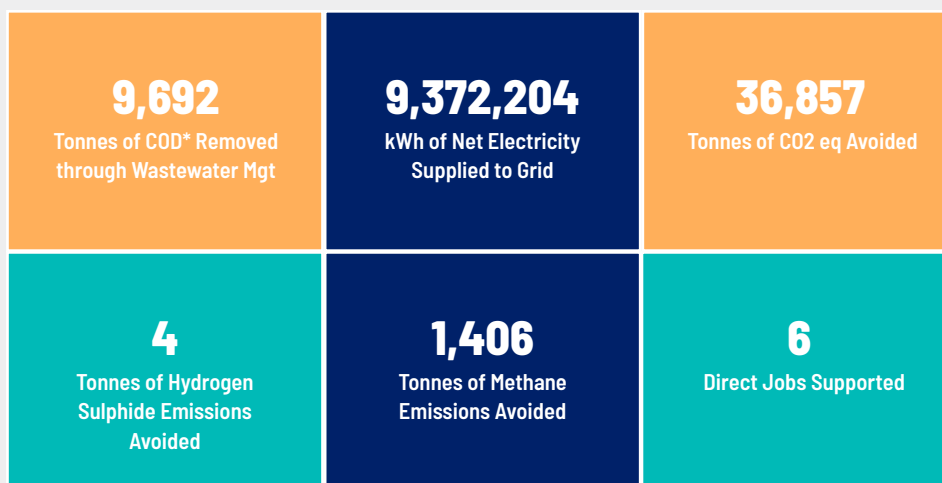 9,692
Tonnes of COD* Removed
through Wastewater Mgt
9,372,204
kWh of Net Electricity
Supplied to Grid
36,857
Tonnes of CO2 eq Avoided
4
Tonnes of Hydrogen
Sulphide Emissions
Avoided
1,406
Tonnes of Methane
Emissions Avoided
6
Direct Jobs Supported